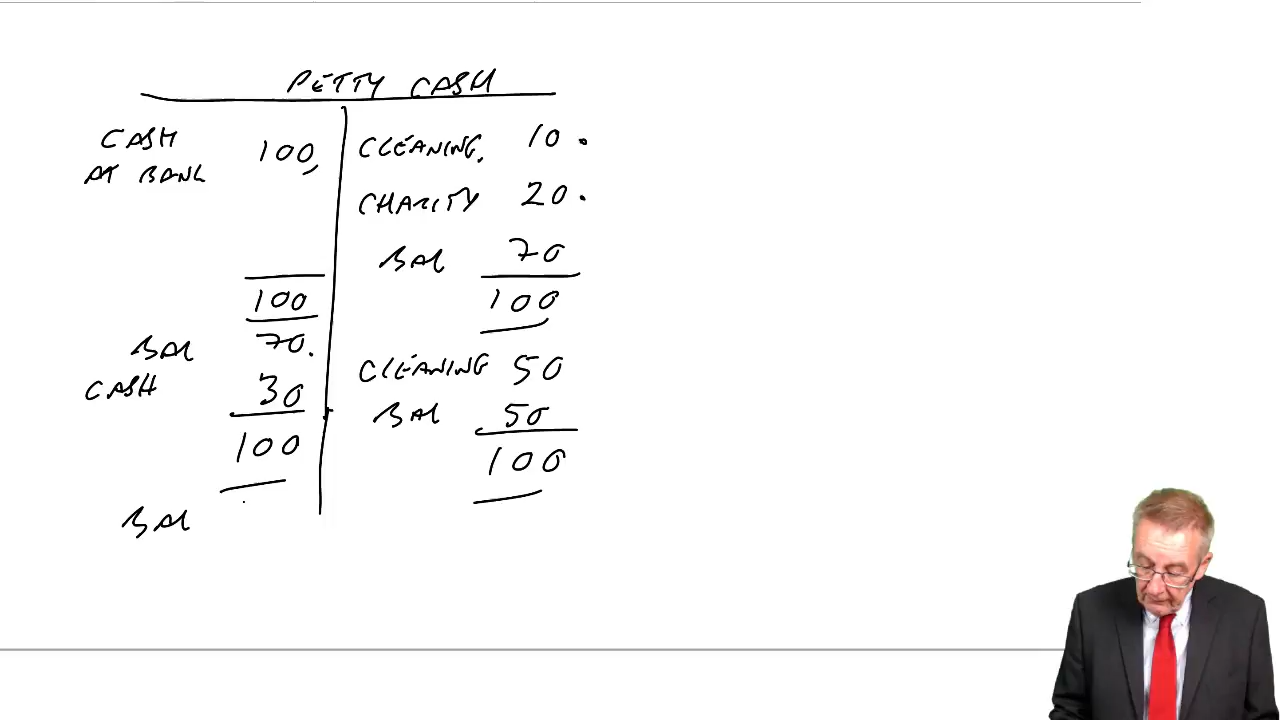 PETTY CASH
CASH AT BANK 100 CLEANING 10
CHARITY 20
BAL 70
100 100
BAL 70
CASH 30 CLEANING 50
BAL 50
100 100
BAL